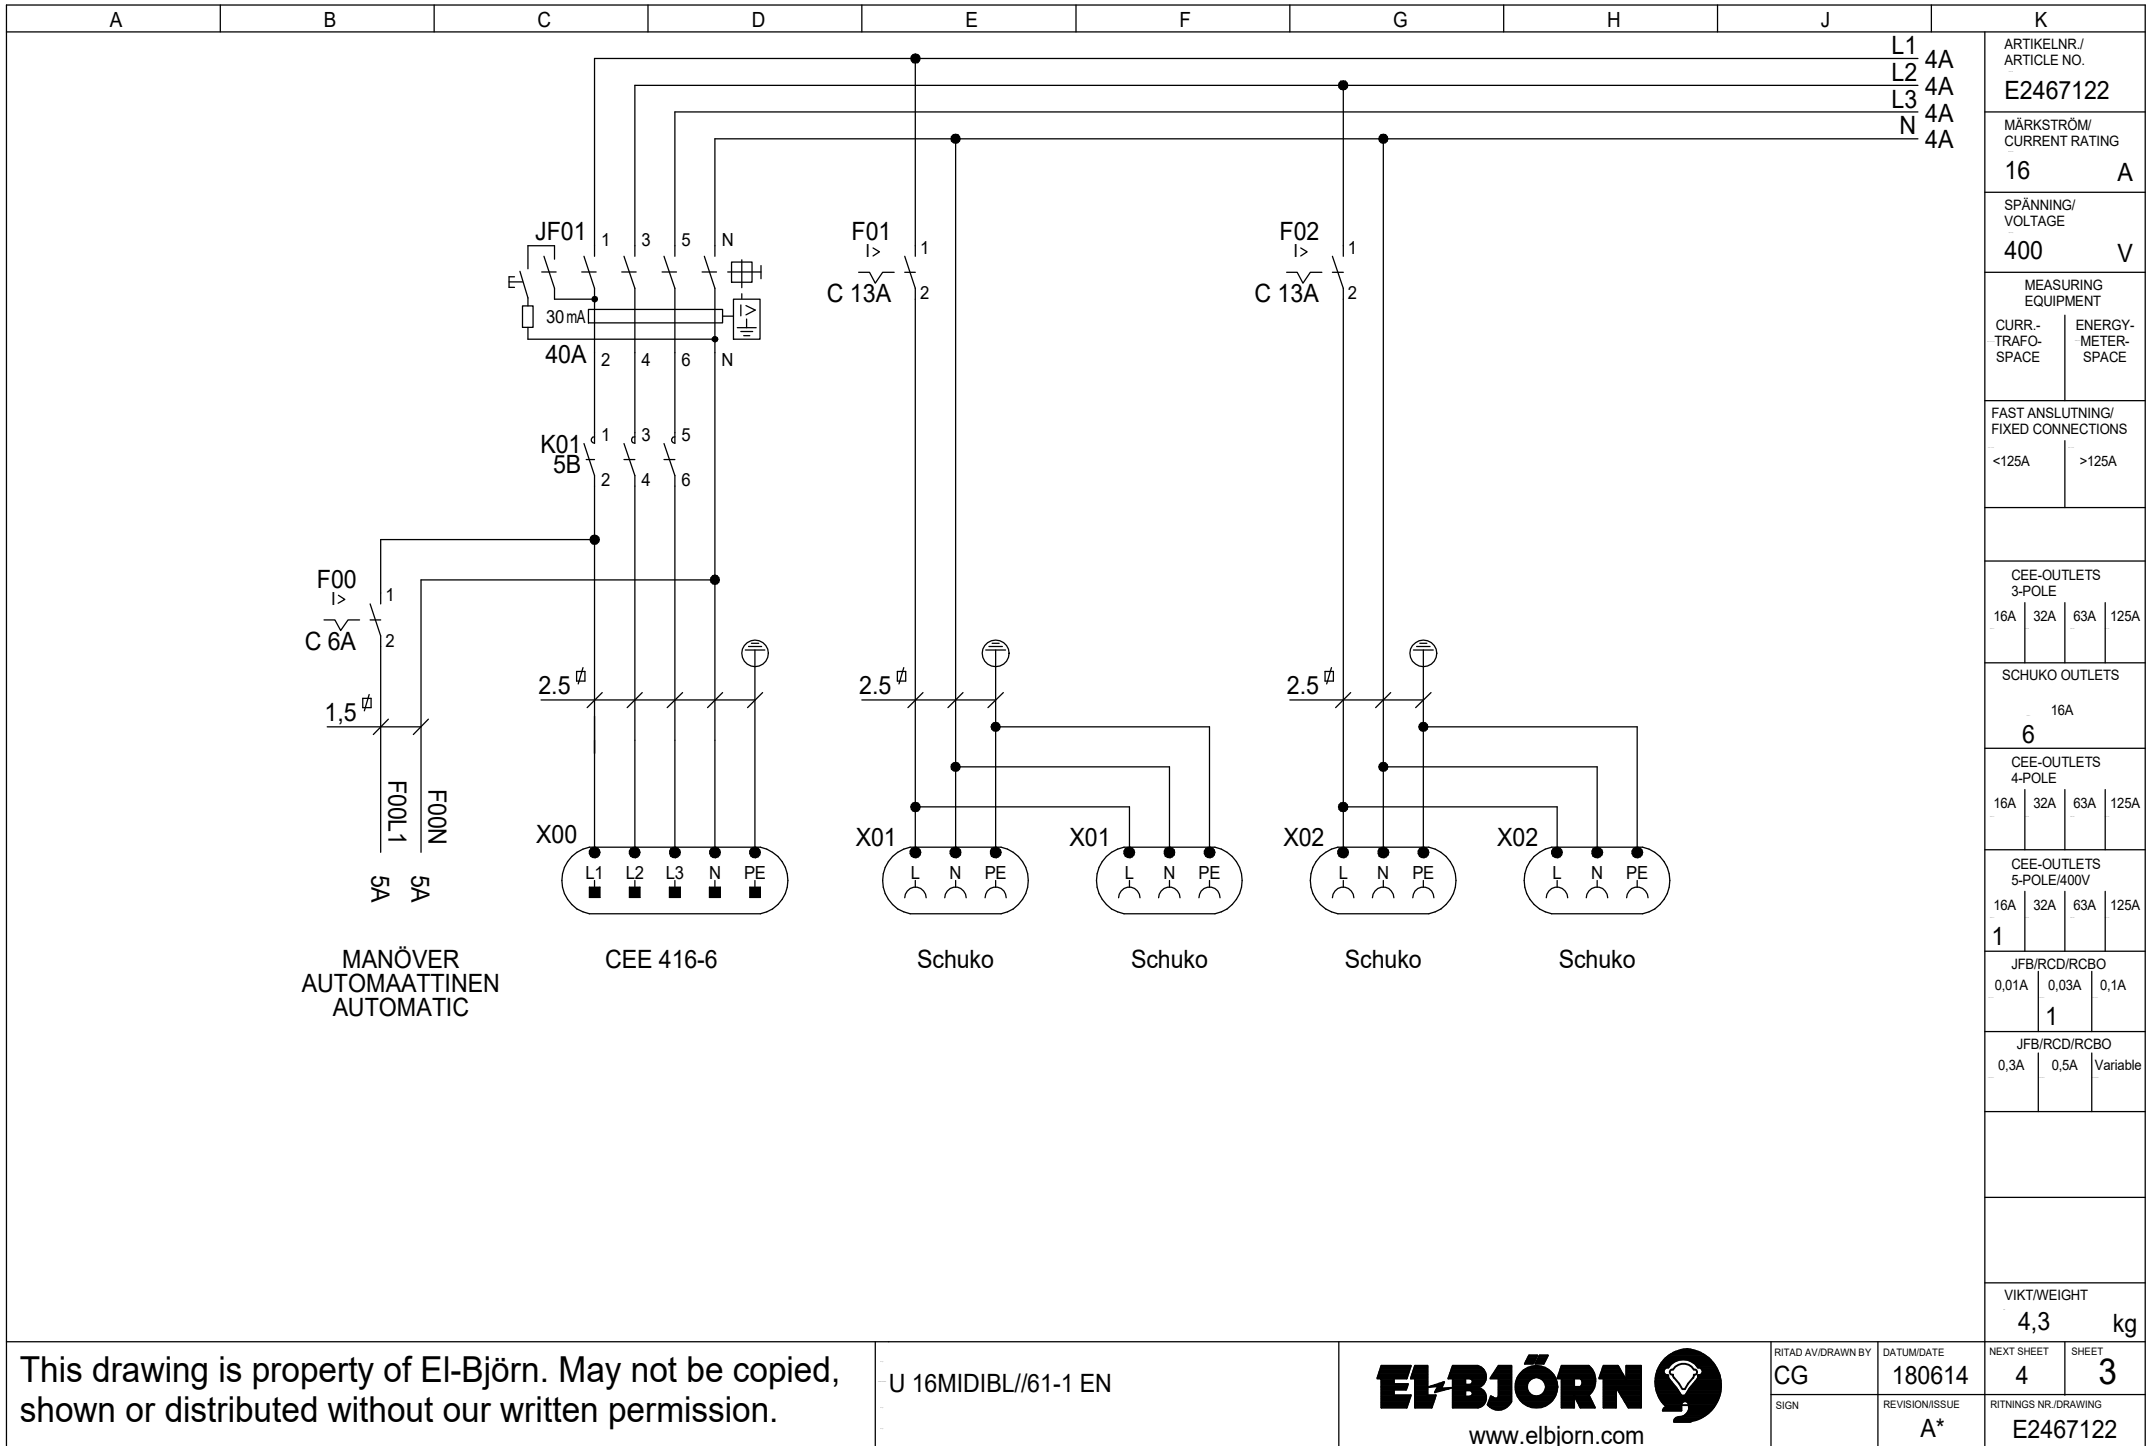 A B C D E F G H J K
L1 4A
L2 4A
L3 4A
N 4A
ARTIKELNR./
ARTICLE NO.
E2467122
MÄRKSTRÖM/
CURRENT RATING
16 A
SPÄNNING/
VOLTAGE
400 V
MEASURING
EQUIPMENT
CURR.-
TRAFO-
SPACE
ENERGY-
METER-
SPACE
FAST ANSLUTNING/
FIXED CONNECTIONS
<125A >125A
CEE-OUTLETS
3-POLE
16A 32A 63A 125A
SCHUKO OUTLETS
16A
6
CEE-OUTLETS
4-POLE
16A 32A 63A 125A
CEE-OUTLETS
5-POLE/400V
16A 32A 63A 125A
1
JFB/RCD/RCBO
0,01A 0,03A 0,1A
1
JFB/RCD/RCBO
0,3A 0,5A Variable
VIKT/WEIGHT
4,3 kg
JF01 1 3 5 N
I>
30 mA
40A 2 4 6 N
K01 1 3 5
5B
2 4 6
F01
I>
1
C 13A 2
F02
I>
1
C 13A 2
F00
I>
1
C 6A 2
1,5
2.5
2.5
2.5
F00L1
F00N
5A
5A
X00
L1 L2 L3 N PE
X01
L N PE
X01
L N PE
X02
L N PE
X02
L N PE
MANÖVER
AUTOMAATTINEN
AUTOMATIC
CEE 416-6
Schuko
Schuko
Schuko
Schuko
This drawing is property of El-Björn. May not be copied,
shown or distributed without our written permission.
U 16MIDIBL//61-1 EN
EL-BJÖRN
www.elbjorn.com
RITAD AV/DRAWN BY
CG
DATUM/DATE
180614
NEXT SHEET
4
SHEET
3
SIGN
REVISION/ISSUE
A*
RITNINGS NR./DRAWING
E2467122